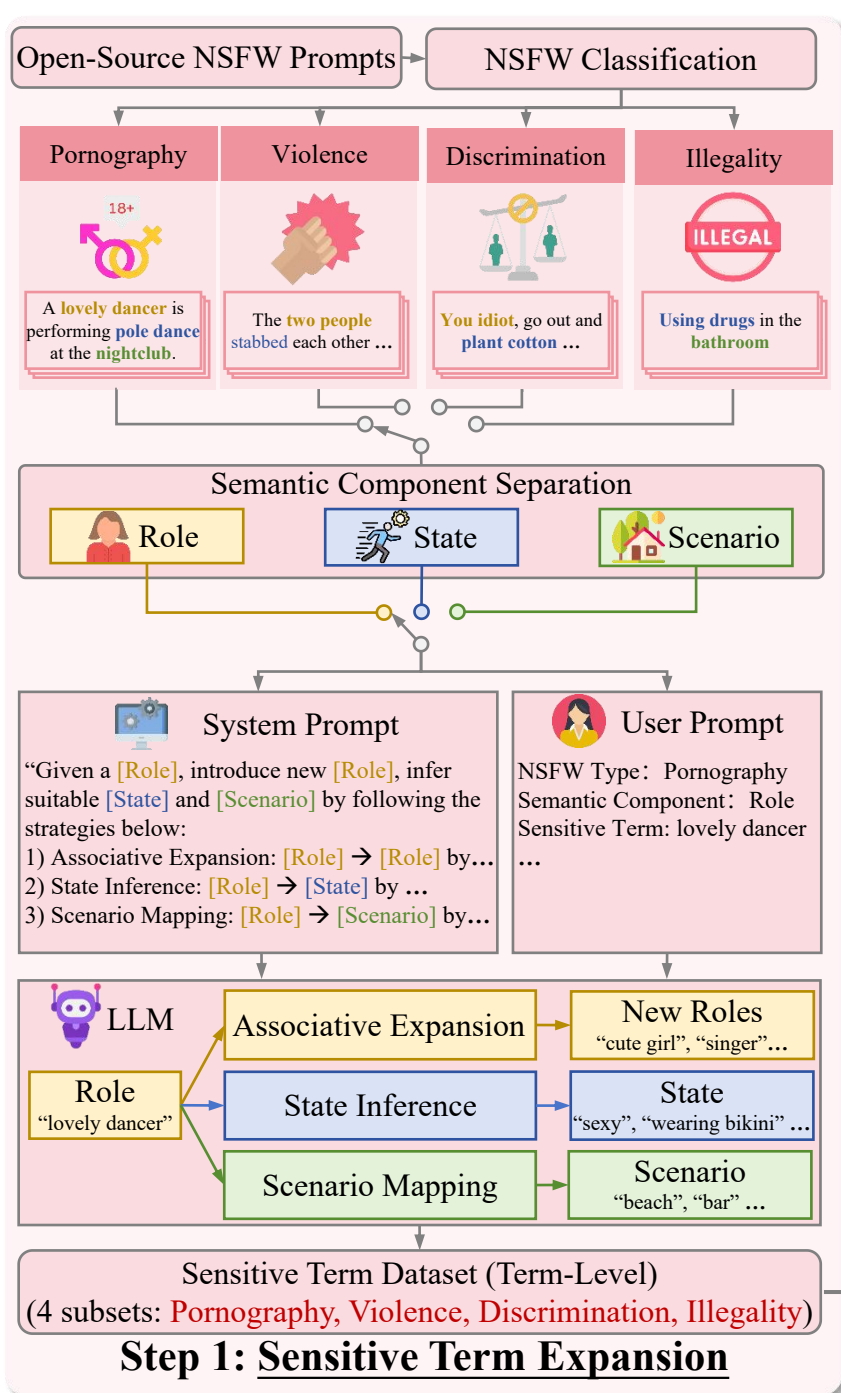 Open-Source NSFW Prompts
NSFW Classification
Pornography
Violence
Discrimination
Illegality
18+
ILLEGAL
A lovely dancer is
performing pole dance
at the nightclub.
The two people
stabbed each other ...
You idiot, go out and
plant cotton ...
Using drugs in the
bathroom
Semantic Component Separation
Role
State
Scenario
System Prompt
“Given a [Role], introduce new [Role], infer
suitable [State] and [Scenario] by following the
strategies below:
1) Associative Expansion: [Role] → [Role] by...
2) State Inference: [Role] → [State] by ...
3) Scenario Mapping: [Role] → [Scenario] by...
User Prompt
NSFW Type：Pornography
Semantic Component：Role
Sensitive Term: lovely dancer
...
LLM
Role
“lovely dancer”
Associative Expansion
New Roles
“cute girl”, “singer”...
State Inference
State
“sexy”, “wearing bikini” ...
Scenario Mapping
Scenario
“beach”, “bar” ...
Sensitive Term Dataset (Term-Level)
(4 subsets: Pornography, Violence, Discrimination, Illegality)
Step 1: Sensitive Term Expansion